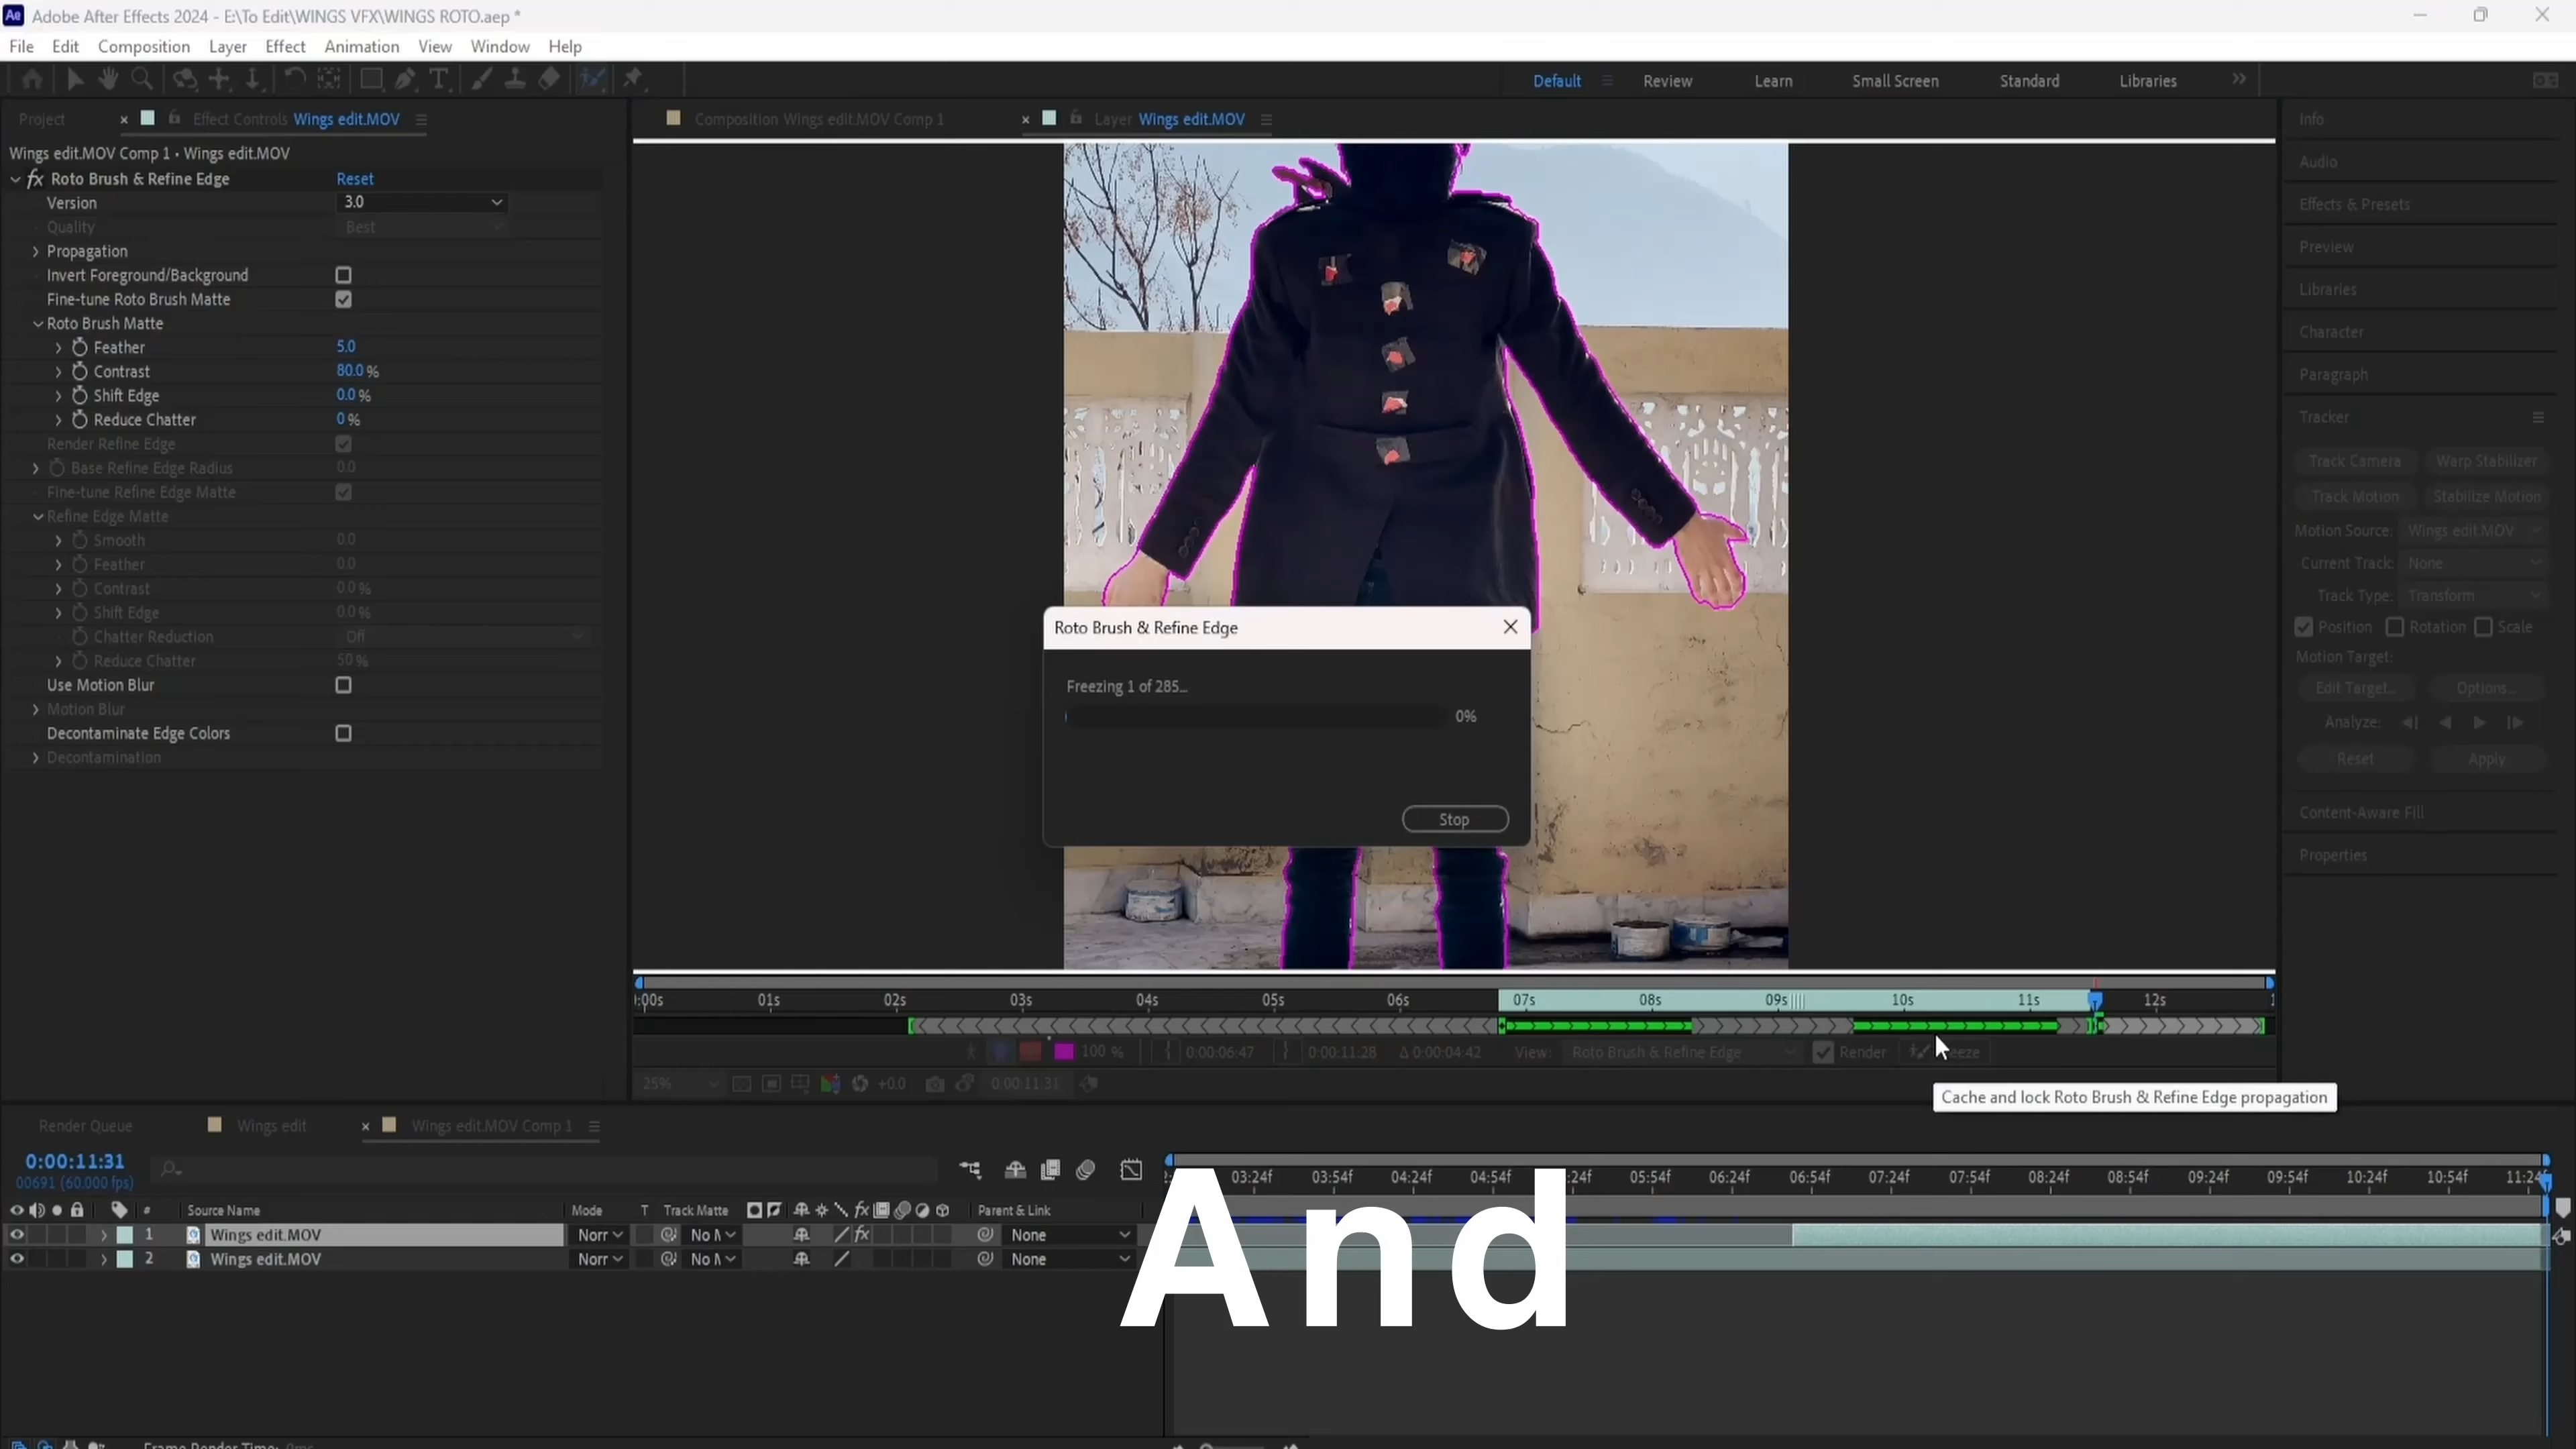 Adobe After Effects 2024 - E:\To Edit\WINGS VFX\WINGS ROTO.aep *
File Edit Composition Layer Effect Animation View Window Help
Default Review Learn Small Screen Standard Libraries
Project Effect Controls Wings edit.MOV
Composition Wings edit.MOV Comp 1
Layer Wings edit.MOV
Wings edit.MOV Comp 1 • Wings edit.MOV
fx Roto Brush & Refine Edge Reset
Version 3.0
Quality Best
Propagation
Invert Foreground/Background
Fine-tune Roto Brush Matte
Roto Brush Matte
Feather 5.0
Contrast 80.0 %
Shift Edge 0.0 %
Reduce Chatter 0 %
Render Refine Edge
Base Refine Edge Radius 0.0
Fine-tune Refine Edge Matte
Refine Edge Matte
Smooth 0.0
Feather 0.0
Contrast 0.0 %
Shift Edge 0.0 %
Chatter Reduction Off
Reduce Chatter 50 %
Use Motion Blur
Motion Blur
Decontaminate Edge Colors
Decontamination
Roto Brush & Refine Edge
Freezing 1 of 285...
0%
Stop
Info
Audio
Effects & Presets
Preview
Libraries
Character
Paragraph
Tracker
Track Camera Warp Stabilizer
Track Motion Stabilize Motion
Motion Source: Wings edit.MOV
Current Track: None
Track Type: Transform
Position Rotation Scale
Motion Target:
Edit Target... Options...
Analyze:
Reset Apply
Content-Aware Fill
Properties
):00s 01s 02s 03s 04s 05s 06s 07s 08s 09s 10s 11s 12s
100 % 0:00:06:47 0:00:11:28 Δ 0:00:04:42 View: Roto Brush & Refine Edge Render
25% +0.0 0:00:11:31
Cache and lock Roto Brush & Refine Edge propagation
Render Queue Wings edit Wings edit.MOV Comp 1
0:00:11:31
00691 (60.000 fps)
03:24f 03:54f 04:24f 04:54f :24f 05:54f 06:24f 06:54f 07:24f 07:54f 08:24f 08:54f 09:24f 09:54f 10:24f 10:54f 11:24f
# Source Name Mode T Track Matte fx Parent & Link
1 Wings edit.MOV Norr No M fx None
2 Wings edit.MOV Norr No M None
And
Frame Render Time: 0ms